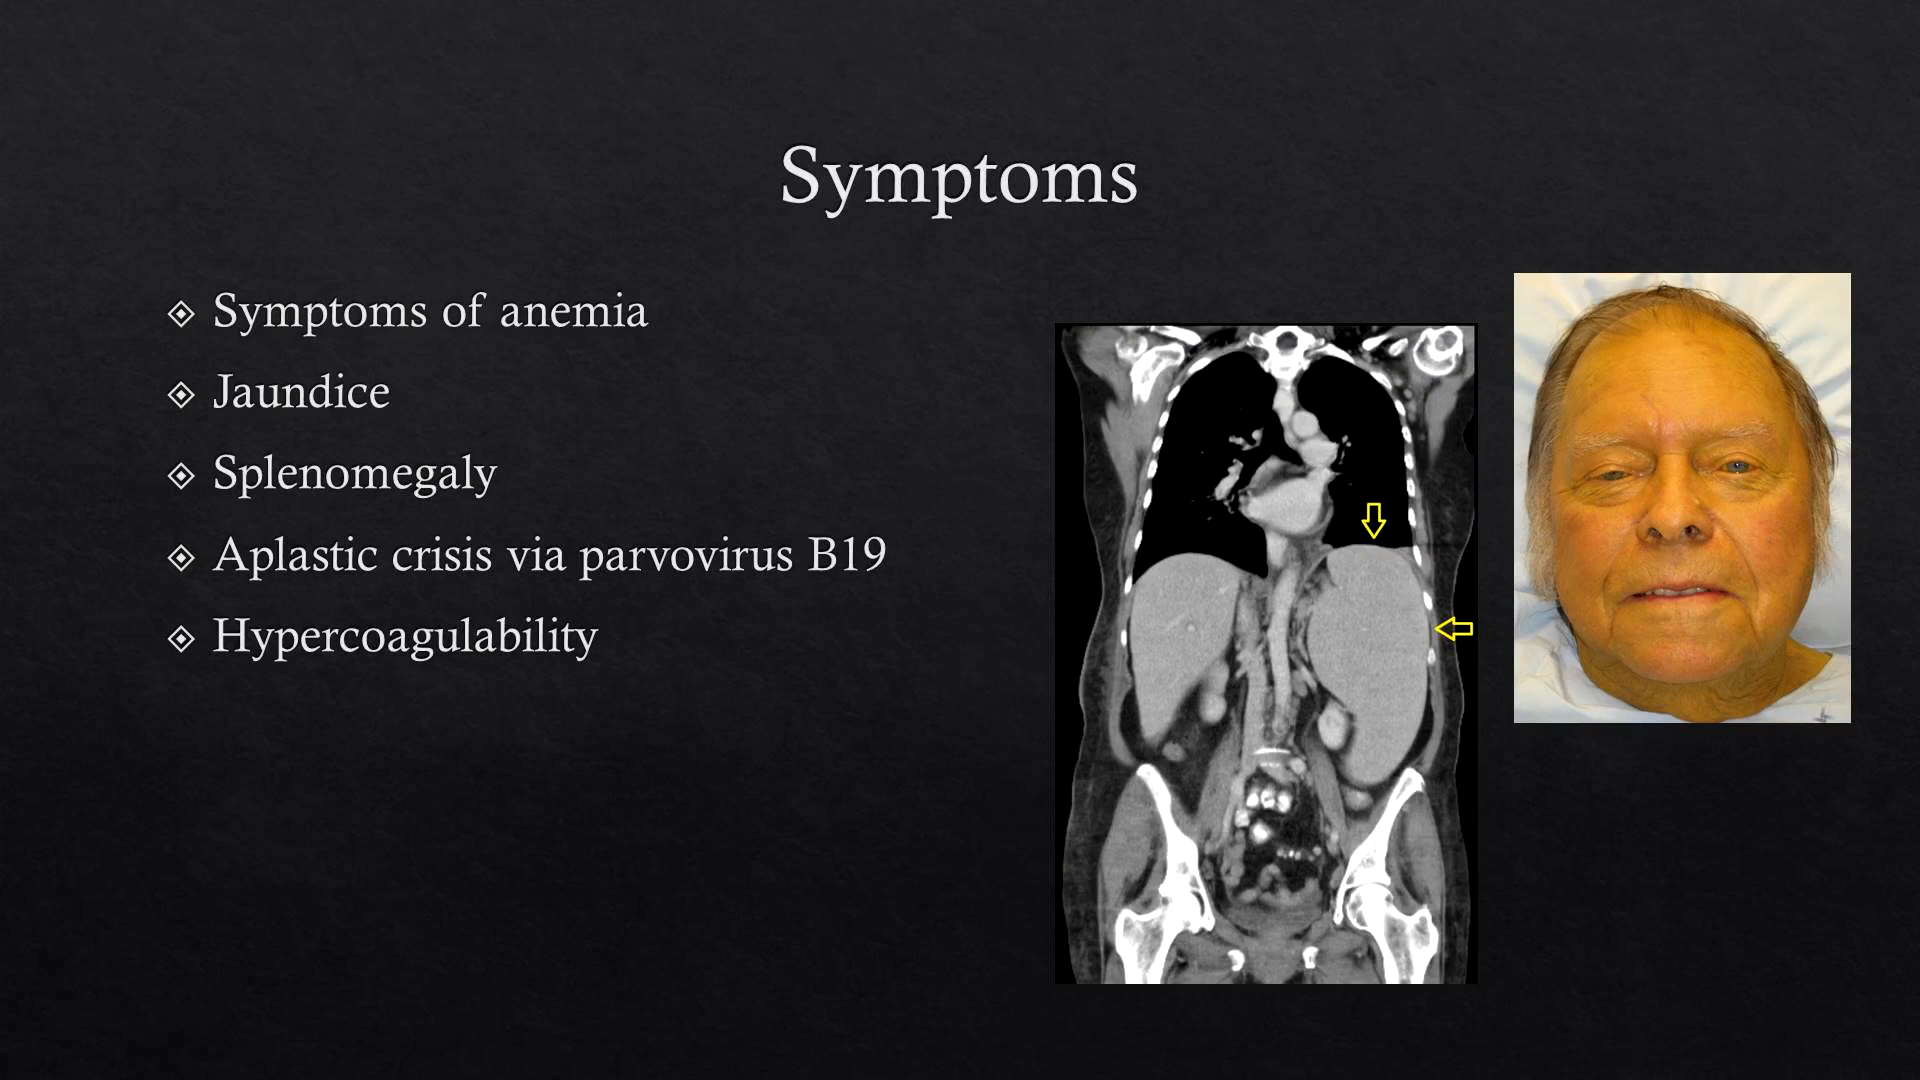 Symptoms
Symptoms of anemia
Jaundice
Splenomegaly
Aplastic crisis via parvovirus B19
Hypercoagulability